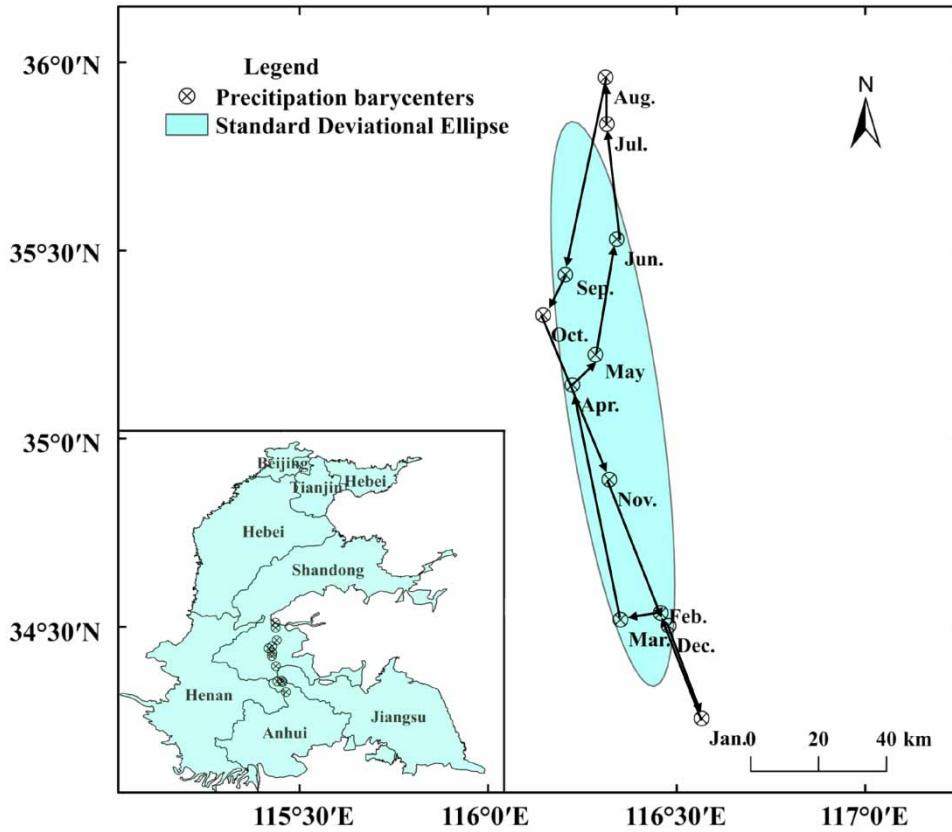 36°0′N
Legend
Precitipation barycenters
Standard Deviational Ellipse
N
Aug.
Jul.
35°30′N
Jun.
Sep.
Oct.
May
Apr.
35°0′N
Beijing
Tianjin
Hebei
Hebei
Nov.
Shandong
34°30′N
Feb.
Mar.
Dec.
Henan
Jiangsu
Anhui
Jan.
0 20 40 km
115°30′E 116°0′E 116°30′E 117°0′E